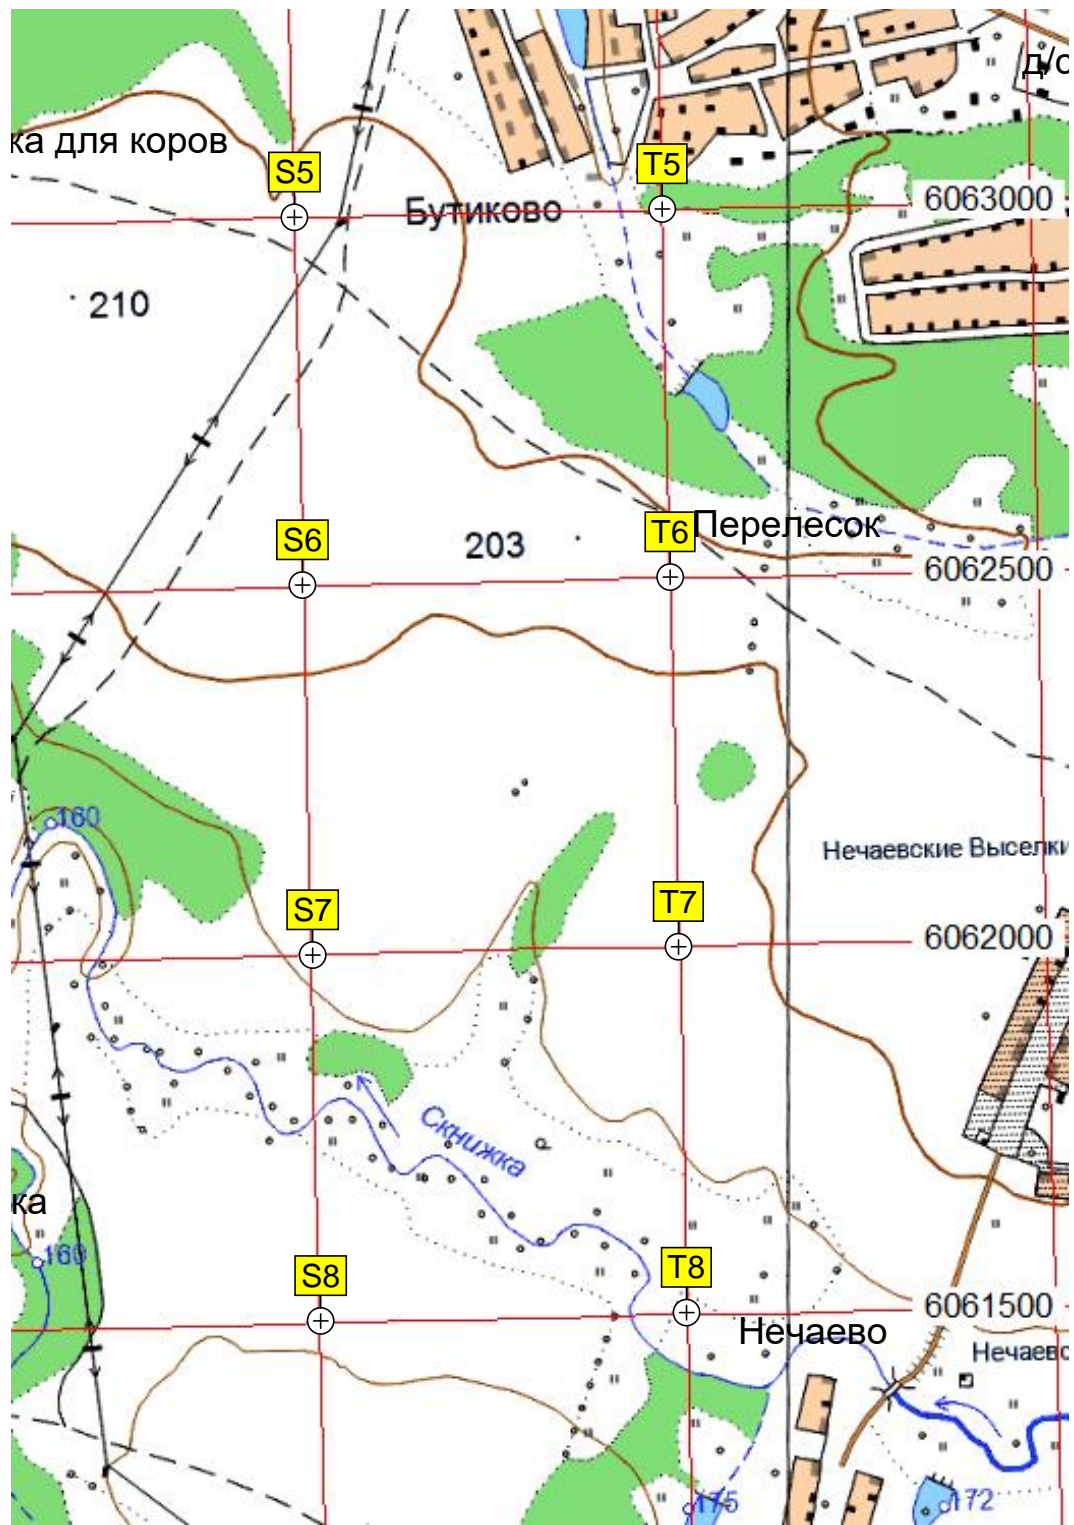 д/с
ка для коров
S5
T5
6063000
Бутиково
210
S6
T6
Перелесок
203
6062500
160
Нечаевские Выселки
S7
T7
6062000
Скнижка
ка
160
S8
T8
6061500
Нечаево
Нечаевс
175
172